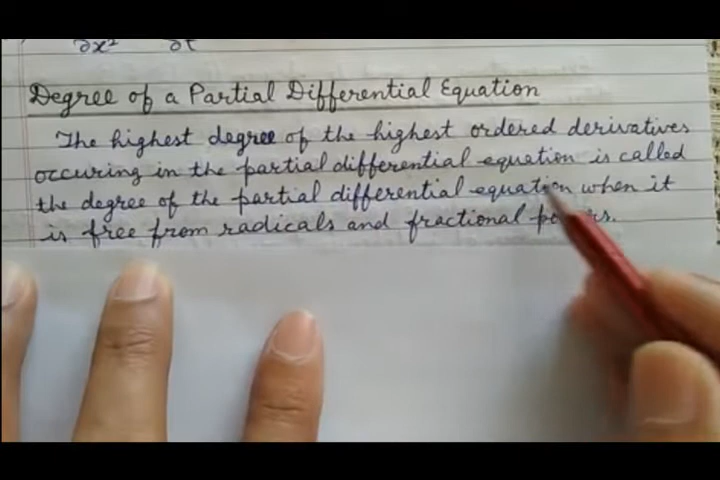 ∂x² ∂t
Degree of a Partial Differential Equation
The highest degree of the highest ordered derivatives
occuring in the partial differential equation is called
the degree of the partial differential equation when it
is free from radicals and fractional